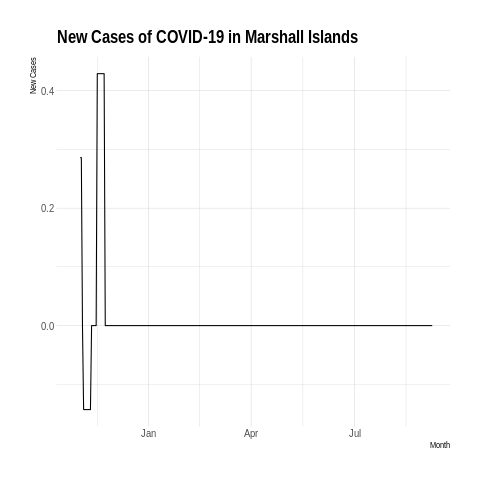 New Cases of COVID-19 in Marshall Islands
New Cases
0.4
0.2
0.0
Jan Apr Jul
Month